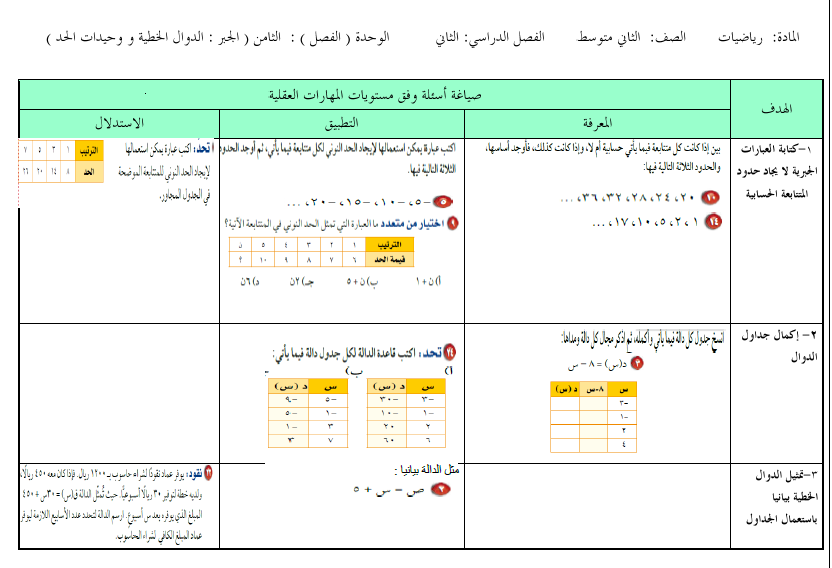 المادة: رياضيات الصف: الثاني متوسط الفصل الدراسي: الثاني الوحدة ( الفصل ) : الثامن ( الجبر : الدوال الخطية و وحيدات الحد )
الهدف
صياغة أسئلة وفق مستويات المهارات العقلية
المعرفة التطبيق الاستدلال
١-كتابة العبارات
الجبرية لا يجاد حدود
المتتابعة الحسابية
بين إذا كانت كل متتابعة فيما يأتي حسابية أم لا، وإذا كانت كذلك، فأوجد أساسها،
والحدود الثلاثة التالية فيها:
٢٠، ٢٤، ٢٨، ٣٢، ٣٦، ...
١٤ ١، ٢، ٥، ١٠، ١٧، ...
اكتب عبارة يمكن استعمالها لإيجاد الحد النوني لكل متتابعة فيما يأتي، ثم أوجد الحدود
الثلاثة التالية فيها.
٥ -٥، -١٠، -١٥، -٢٠، ...
٩ اختيار من متعدد ما العبارة التي تمثل الحد النوني في المتتابعة الآتية؟
الترتيب ١ ٢ ٣ ٤ ٥ ن
قيمة الحد ٦ ٧ ٨ ٩ ١٠ ؟
أ) ن + ١ ب) ن + ٥ جـ) ٢ن د) ٦ن
تحدّ: اكتب عبارة يمكن استعمالها
لإيجاد الحد النوني للمتتابعة الموضحة
في الجدول المجاور.
الترتيب ١ ٣ ٥ ٧
الحد ٨ ١٤ ٢٠ ٢٦
٢- إكمال جداول
الدوال
انسخ جدول كل دالة فيما يأتي وأكمله، ثم اذكر مجال كل دالة ومداها:
٣ د(س) = ٨ - س
س ٨-س د (س)
-٣
-١
٢
٤
٢٤ تحدّ: اكتب قاعدة الدالة لكل جدول دالة فيما يأتي:
أ) ب)
س د (س)
-٣ -٣٠
-١ -١٠
٢ ٢٠
٦ ٦٠
س د (س)
-٥ -٩
-١ -٥
٣ -١
٧ ٣
٣-تمثيل الدوال
الخطية بيانيا
باستعمال الجداول
مثل الدالة بيانيا :
ص = س + ٥
نقود: يوفر عماد نقودًا لشراء حاسوب بـ ١٢٠٠ ريال. فإذا كان معه ٤٥٠ ريالًا،
ولديه خطة لتوفير ٣٠ ريالًا أسبوعيًا. حيث تُمثل الدالة ق(س) = ٣٠س + ٤٥٠
المبلغ الذي يوفره بعد س أسبوع. ارسم الدالة لتحدد عدد الأسابيع اللازمة ليوفر
عماد المبلغ الكافي لشراء الحاسوب.